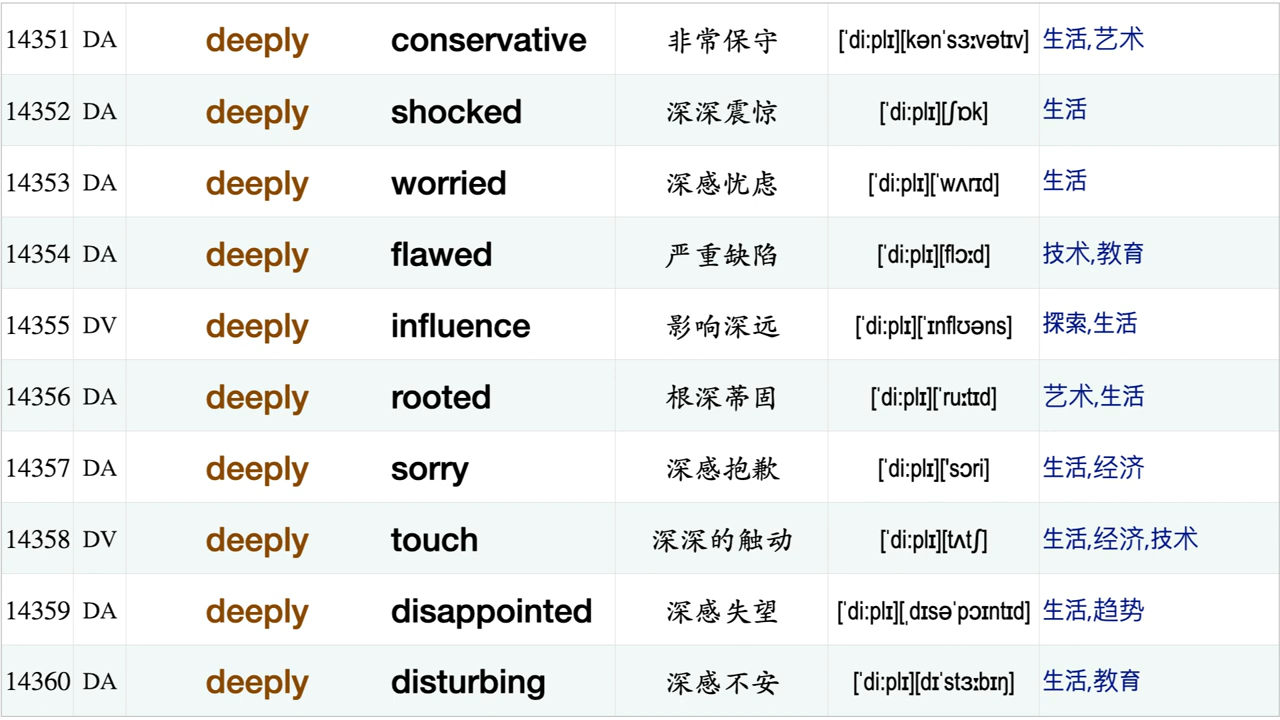 14351 DA deeply conservative 非常保守 [ˈdiːplɪ][kənˈsɜːvətɪv] 生活,艺术
14352 DA deeply shocked 深深震惊 [ˈdiːplɪ][ʃɒk] 生活
14353 DA deeply worried 深感忧虑 [ˈdiːplɪ][ˈwʌrɪd] 生活
14354 DA deeply flawed 严重缺陷 [ˈdiːplɪ][flɔːd] 技术,教育
14355 DV deeply influence 影响深远 [ˈdiːplɪ][ˈɪnflʊəns] 探索,生活
14356 DA deeply rooted 根深蒂固 [ˈdiːplɪ][ˈruːtɪd] 艺术,生活
14357 DA deeply sorry 深感抱歉 [ˈdiːplɪ]['sɔri] 生活,经济
14358 DV deeply touch 深深的触动 [ˈdiːplɪ][tʌtʃ] 生活,经济,技术
14359 DA deeply disappointed 深感失望 [ˈdiːplɪ][ˌdɪsəˈpɔɪntɪd] 生活,趋势
14360 DA deeply disturbing 深感不安 [ˈdiːplɪ][dɪˈstɜːbɪŋ] 生活,教育